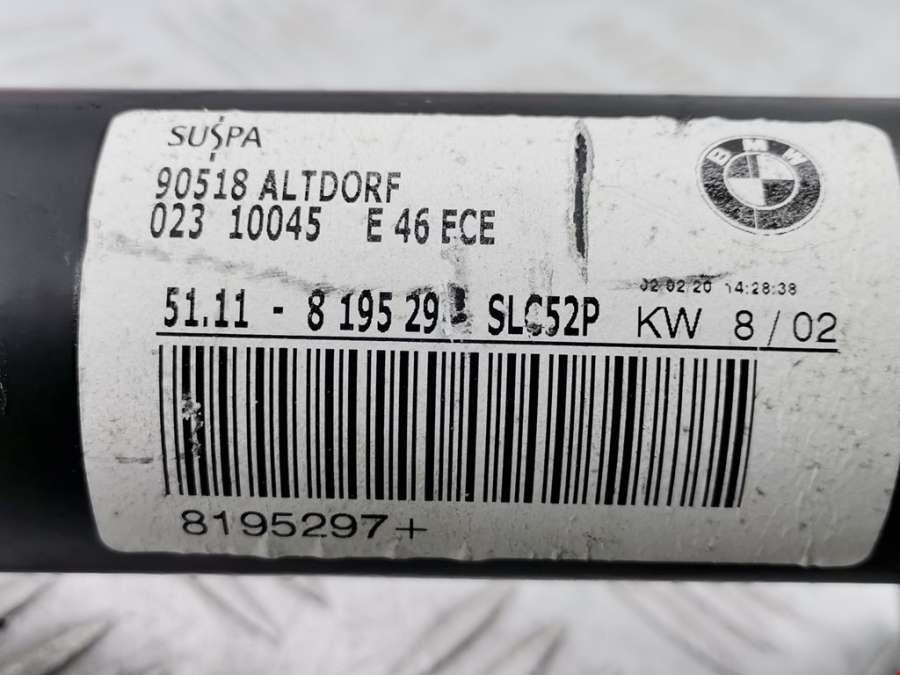 SUSPA
90518 ALTDORF
023 10045 E 46 FCE
BMW
02 02 20 14:28:38
51.11 - 8 195 29 SLC52P KW 8/02
8195297+